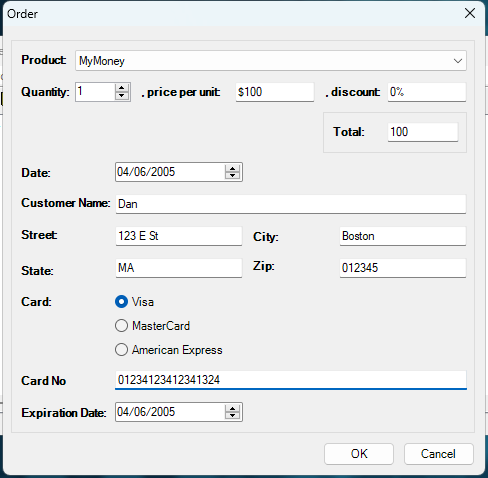 Order
Product: MyMoney
Quantity: 1 , price per unit: $100 , discount: 0%
Total: 100
Date: 04/06/2005
Customer Name: Dan
Street: 123 E St City: Boston
State: MA Zip: 012345
Card: Visa
MasterCard
American Express
Card No 01234123412341324
Expiration Date: 04/06/2005
OK Cancel